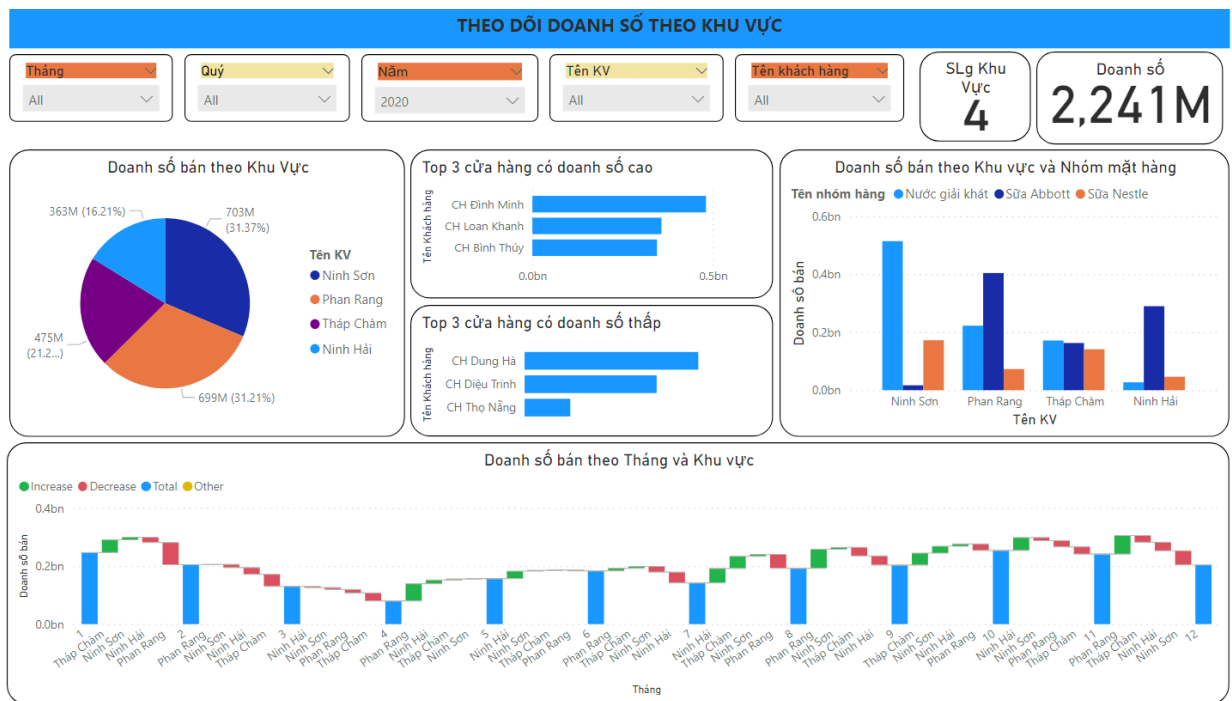 THEO DÕI DOANH SỐ THEO KHU VỰC
Tháng
All
Quý
All
Năm
2020
Tên KV
All
Tên khách hàng
All
SLg Khu
Vực
4
Doanh số
2,241M
Doanh số bán theo Khu Vực
363M (16.21%)
703M
(31.37%)
475M
(21.2...)
699M (31.21%)
Tên KV
Ninh Sơn
Phan Rang
Tháp Chàm
Ninh Hải
Top 3 cửa hàng có doanh số cao
Tên Khách hàng
CH Đình Minh
CH Loan Khanh
CH Bình Thúy
0.0bn 0.5bn
Top 3 cửa hàng có doanh số thấp
Tên Khách hàng
CH Dung Hà
CH Diệu Trinh
CH Thọ Nẵng
Doanh số bán theo Khu vực và Nhóm mặt hàng
Tên nhóm hàng Nước giải khát Sữa Abbott Sữa Nestle
Doanh số bán
0.6bn
0.4bn
0.2bn
0.0bn
Ninh Sơn Phan Rang Tháp Chàm Ninh Hải
Tên KV
Doanh số bán theo Tháng và Khu vực
Increase Decrease Total Other
Doanh số bán
0.4bn
0.2bn
0.0bn
1 Tháp Chàm Ninh Sơn Ninh Hải Phan Rang 2 Phan Rang Ninh Sơn Ninh Hải Tháp Chàm 3 Ninh Hải Ninh Sơn Phan Rang Tháp Chàm 4 Phan Rang Ninh Hải Tháp Chàm Ninh Sơn 5 Ninh Hải Ninh Sơn Tháp Chàm Phan Rang 6 Phan Rang Tháp Chàm Ninh Sơn Ninh Hải 7 Ninh Hải Tháp Chàm Ninh Sơn Phan Rang 8 Phan Rang Ninh Sơn Tháp Chàm Ninh Hải 9 Tháp Chàm Ninh Sơn Ninh Hải Phan Rang 10 Ninh Hải Ninh Sơn Phan Rang Tháp Chàm 11 Phan Rang Tháp Chàm Ninh Hải Ninh Sơn 12
Tháng